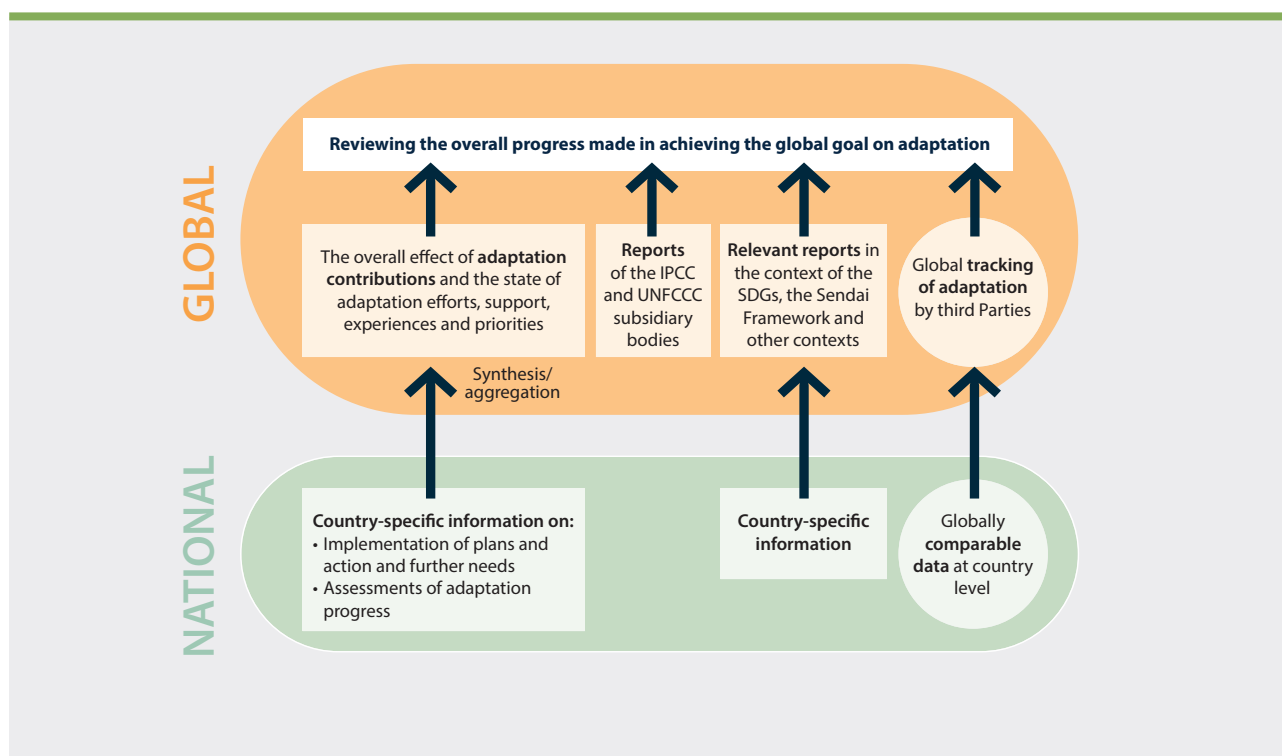 GLOBAL
Reviewing the overall progress made in achieving the global goal on adaptation
The overall effect of adaptation
contributions and the state of
adaptation efforts, support,
experiences and priorities
Reports
of the IPCC
and UNFCCC
subsidiary
bodies
Relevant reports in
the context of the
SDGs, the Sendai
Framework and
other contexts
Global tracking
of adaptation
by third Parties
Synthesis/
aggregation
NATIONAL
Country-specific information on:
• Implementation of plans and
action and further needs
• Assessments of adaptation
progress
Country-specific
information
Globally
comparable
data at country
level